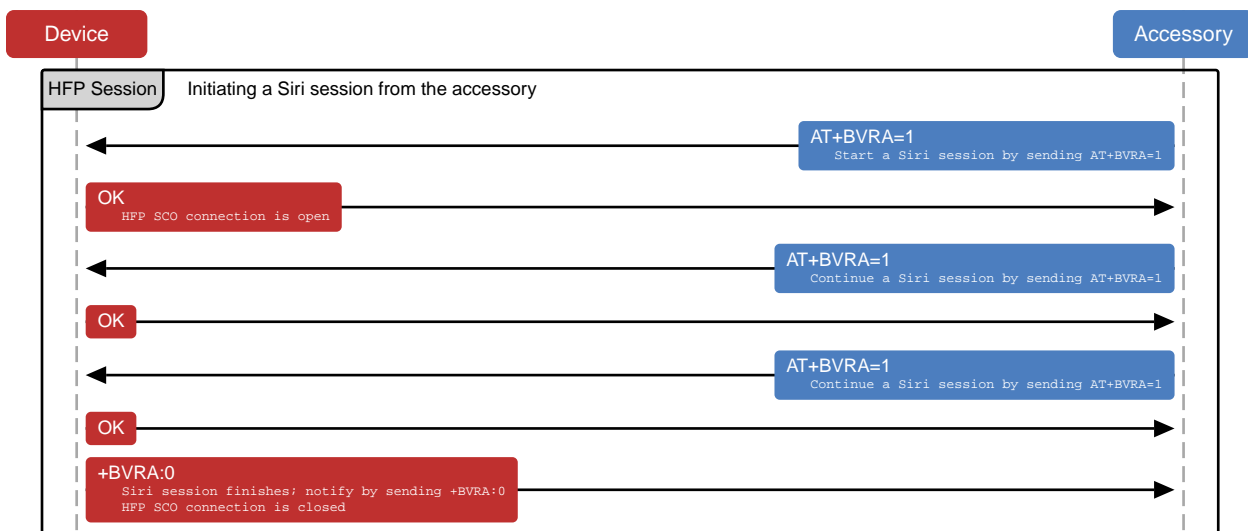 Device
Accessory
HFP Session
Initiating a Siri session from the accessory
AT+BVRA=1
Start a Siri session by sending AT+BVRA=1
OK
HFP SCO connection is open
AT+BVRA=1
Continue a Siri session by sending AT+BVRA=1
OK
AT+BVRA=1
Continue a Siri session by sending AT+BVRA=1
OK
+BVRA:0
Siri session finishes; notify by sending +BVRA:0
HFP SCO connection is closed